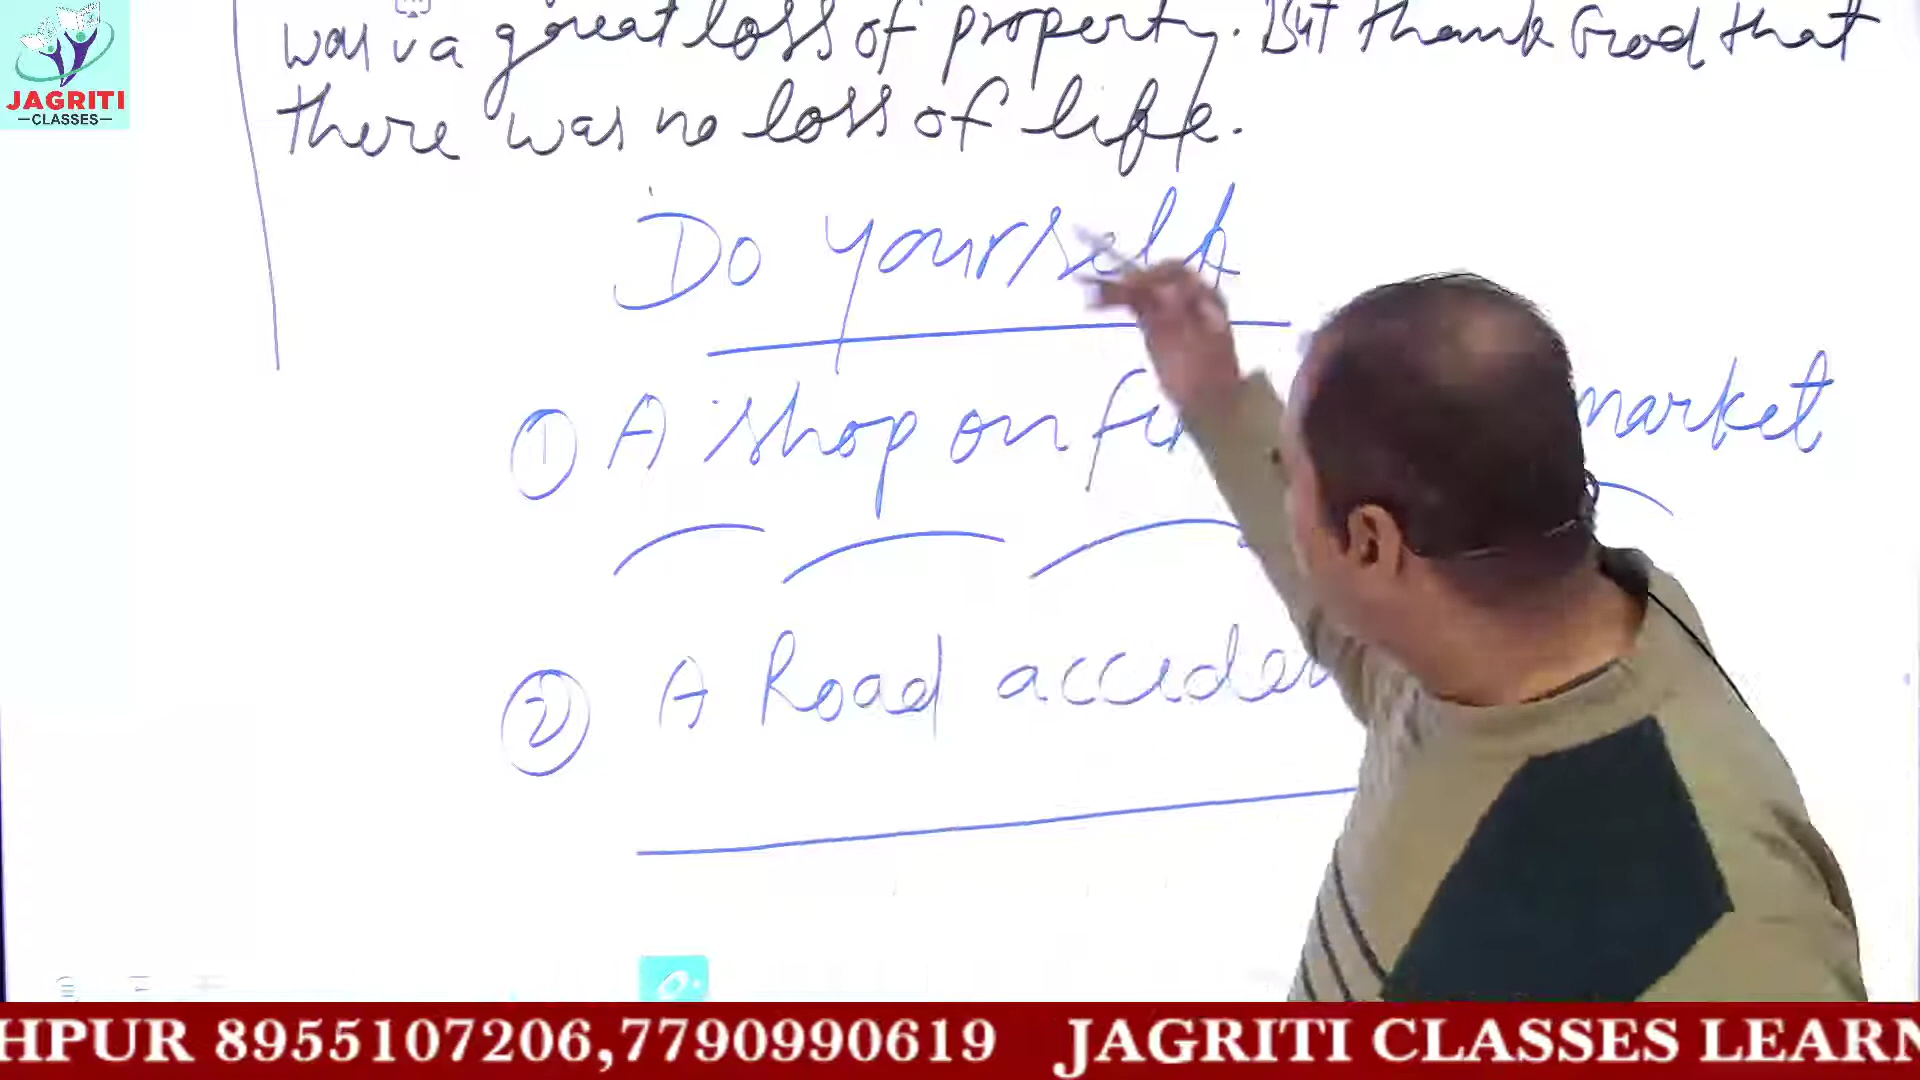 JAGRITI
—CLASSES—
was a great loss of property. But thank God that
there was no loss of life.
Do yourself
① A shop on market
② A Road
HPUR 8955107206,7790990619 JAGRITI CLASSES LEARN